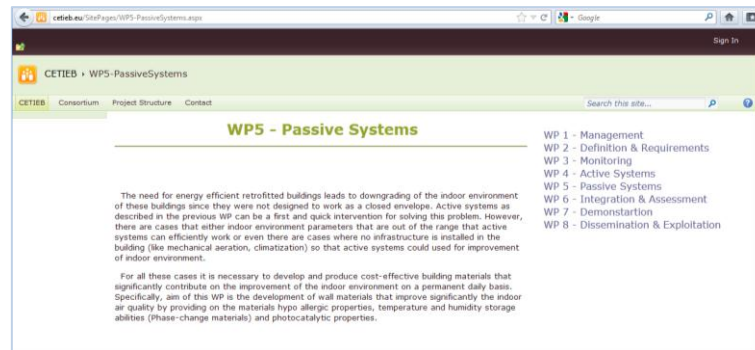 cetieb.eu/SitePages/WP5-PassiveSystems.aspx
Google
Sign In
CETIEB › WP5-PassiveSystems
CETIEB Consortium Project Structure Contact
Search this site...
WP5 - Passive Systems
The need for energy efficient retrofitted buildings leads to downgrading of the indoor environment
of these buildings since they were not designed to work as a closed envelope. Active systems as
described in the previous WP can be a first and quick intervention for solving this problem. However,
there are cases that either indoor environment parameters that are out of the range that active
systems can efficiently work or even there are cases where no infrastructure is installed in the
building (like mechanical aeration, climatization) so that active systems could used for improvement
of indoor environment.
For all these cases it is necessary to develop and produce cost-effective building materials that
significantly contribute on the improvement of the indoor environment on a permanent daily basis.
Specifically, aim of this WP is the development of wall materials that improve significantly the indoor
air quality by providing on the materials hypo allergic properties, temperature and humidity storage
abilities (Phase-change materials) and photocatalytic properties.
WP 1 - Management
WP 2 - Definition & Requirements
WP 3 - Monitoring
WP 4 - Active Systems
WP 5 - Passive Systems
WP 6 - Integration & Assessment
WP 7 - Demonstartion
WP 8 - Dissemination & Exploitation